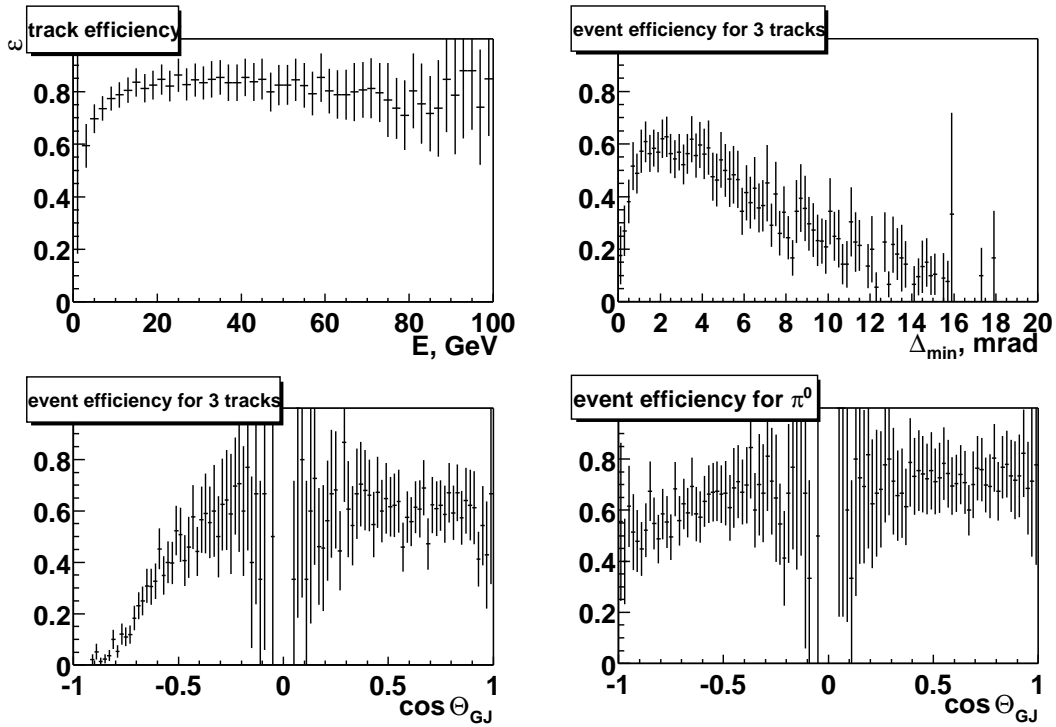 track efficiency
ε
0.8
0.6
0.4
0.2
0
0 20 40 60 80 100
E, GeV
event efficiency for 3 tracks
0.8
0.6
0.4
0.2
0
0 2 4 6 8 10 12 14 16 18 20
Δmin, mrad
event efficiency for 3 tracks
0.8
0.6
0.4
0.2
0
-1 -0.5 0 0.5 1
cos ΘGJ
event efficiency for π⁰
0.8
0.6
0.4
0.2
0
-1 -0.5 0 0.5 1
cos ΘGJ